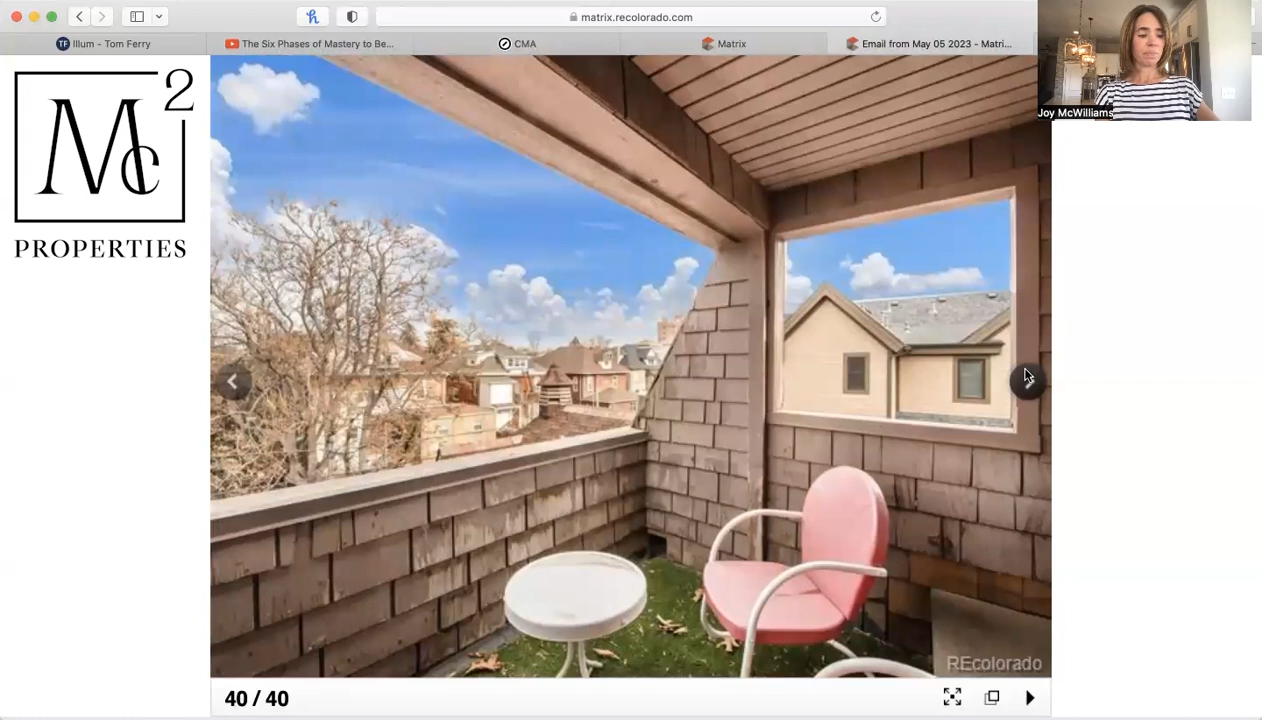 matrix.recolorado.com
Illum - Tom Ferry
The Six Phases of Mastery to Be...
CMA
Matrix
Email from May 05 2023 - Matri...
Joy McWilliams
Mc 2
PROPERTIES
REcolorado
40 / 40